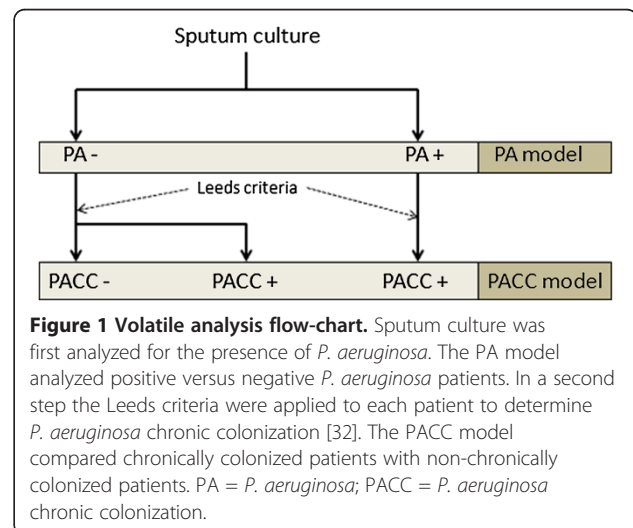 Sputum culture
PA - PA + PA model
Leeds criteria
PACC - PACC + PACC + PACC model
Figure 1 Volatile analysis flow-chart. Sputum culture was
first analyzed for the presence of P. aeruginosa. The PA model
analyzed positive versus negative P. aeruginosa patients. In a second
step the Leeds criteria were applied to each patient to determine
P. aeruginosa chronic colonization [32]. The PACC model
compared chronically colonized patients with non-chronically
colonized patients. PA = P. aeruginosa; PACC = P. aeruginosa
chronic colonization.